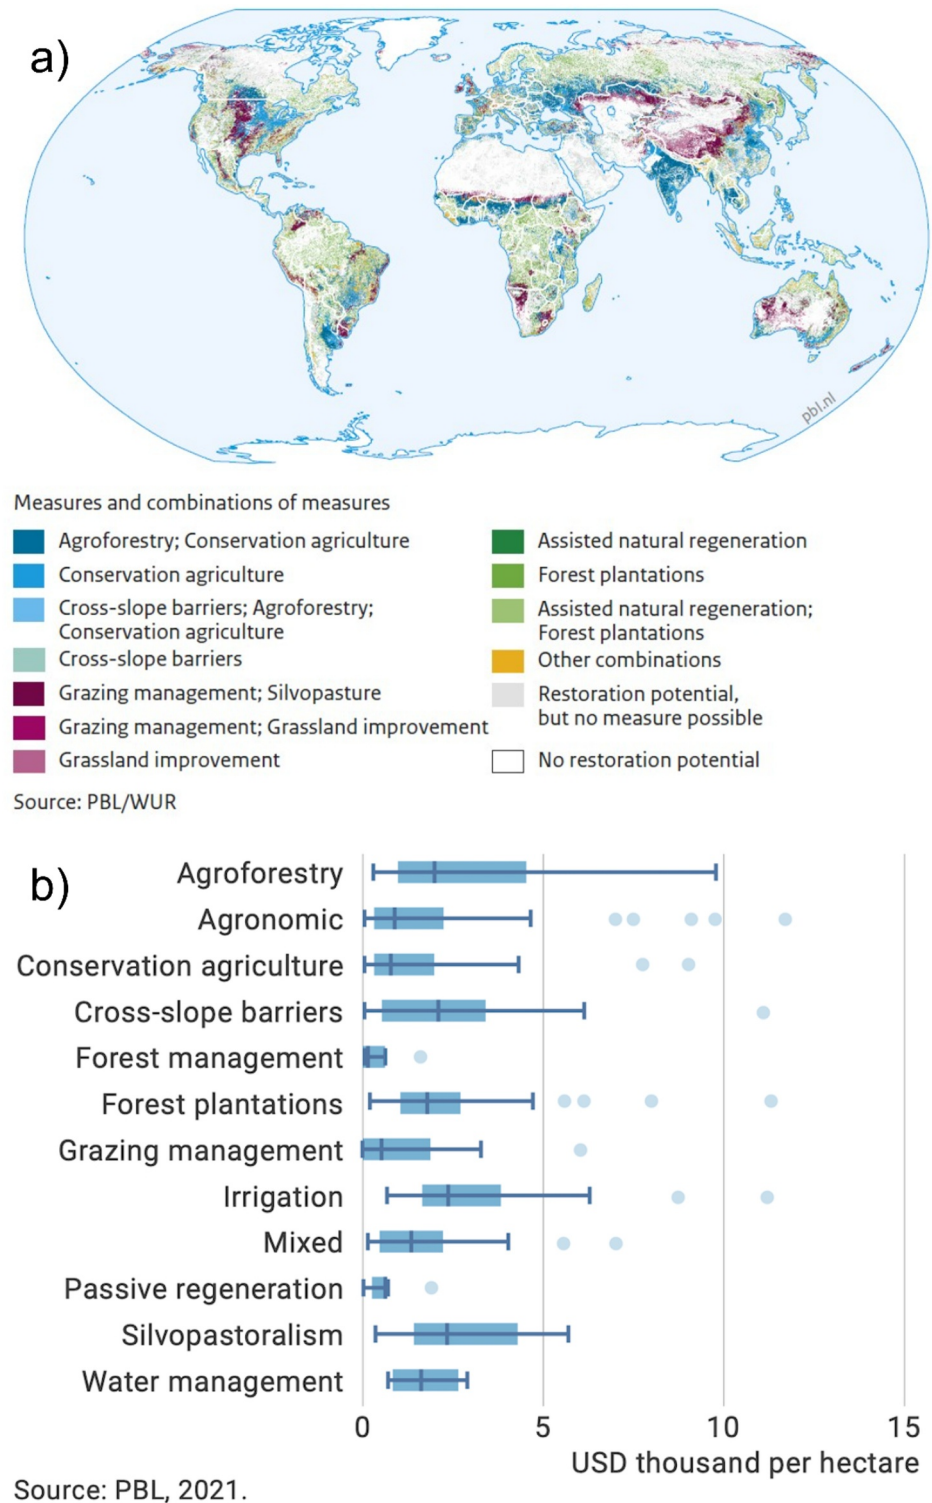 a)
pbl.nl
Measures and combinations of measures
Agroforestry; Conservation agriculture
Conservation agriculture
Cross-slope barriers; Agroforestry;
Conservation agriculture
Cross-slope barriers
Grazing management; Silvopasture
Grazing management; Grassland improvement
Grassland improvement
Assisted natural regeneration
Forest plantations
Assisted natural regeneration;
Forest plantations
Other combinations
Restoration potential,
but no measure possible
No restoration potential
Source: PBL/WUR
b)
Agroforestry
Agronomic
Conservation agriculture
Cross-slope barriers
Forest management
Forest plantations
Grazing management
Irrigation
Mixed
Passive regeneration
Silvopastoralism
Water management
0 5 10 15
USD thousand per hectare
Source: PBL, 2021.